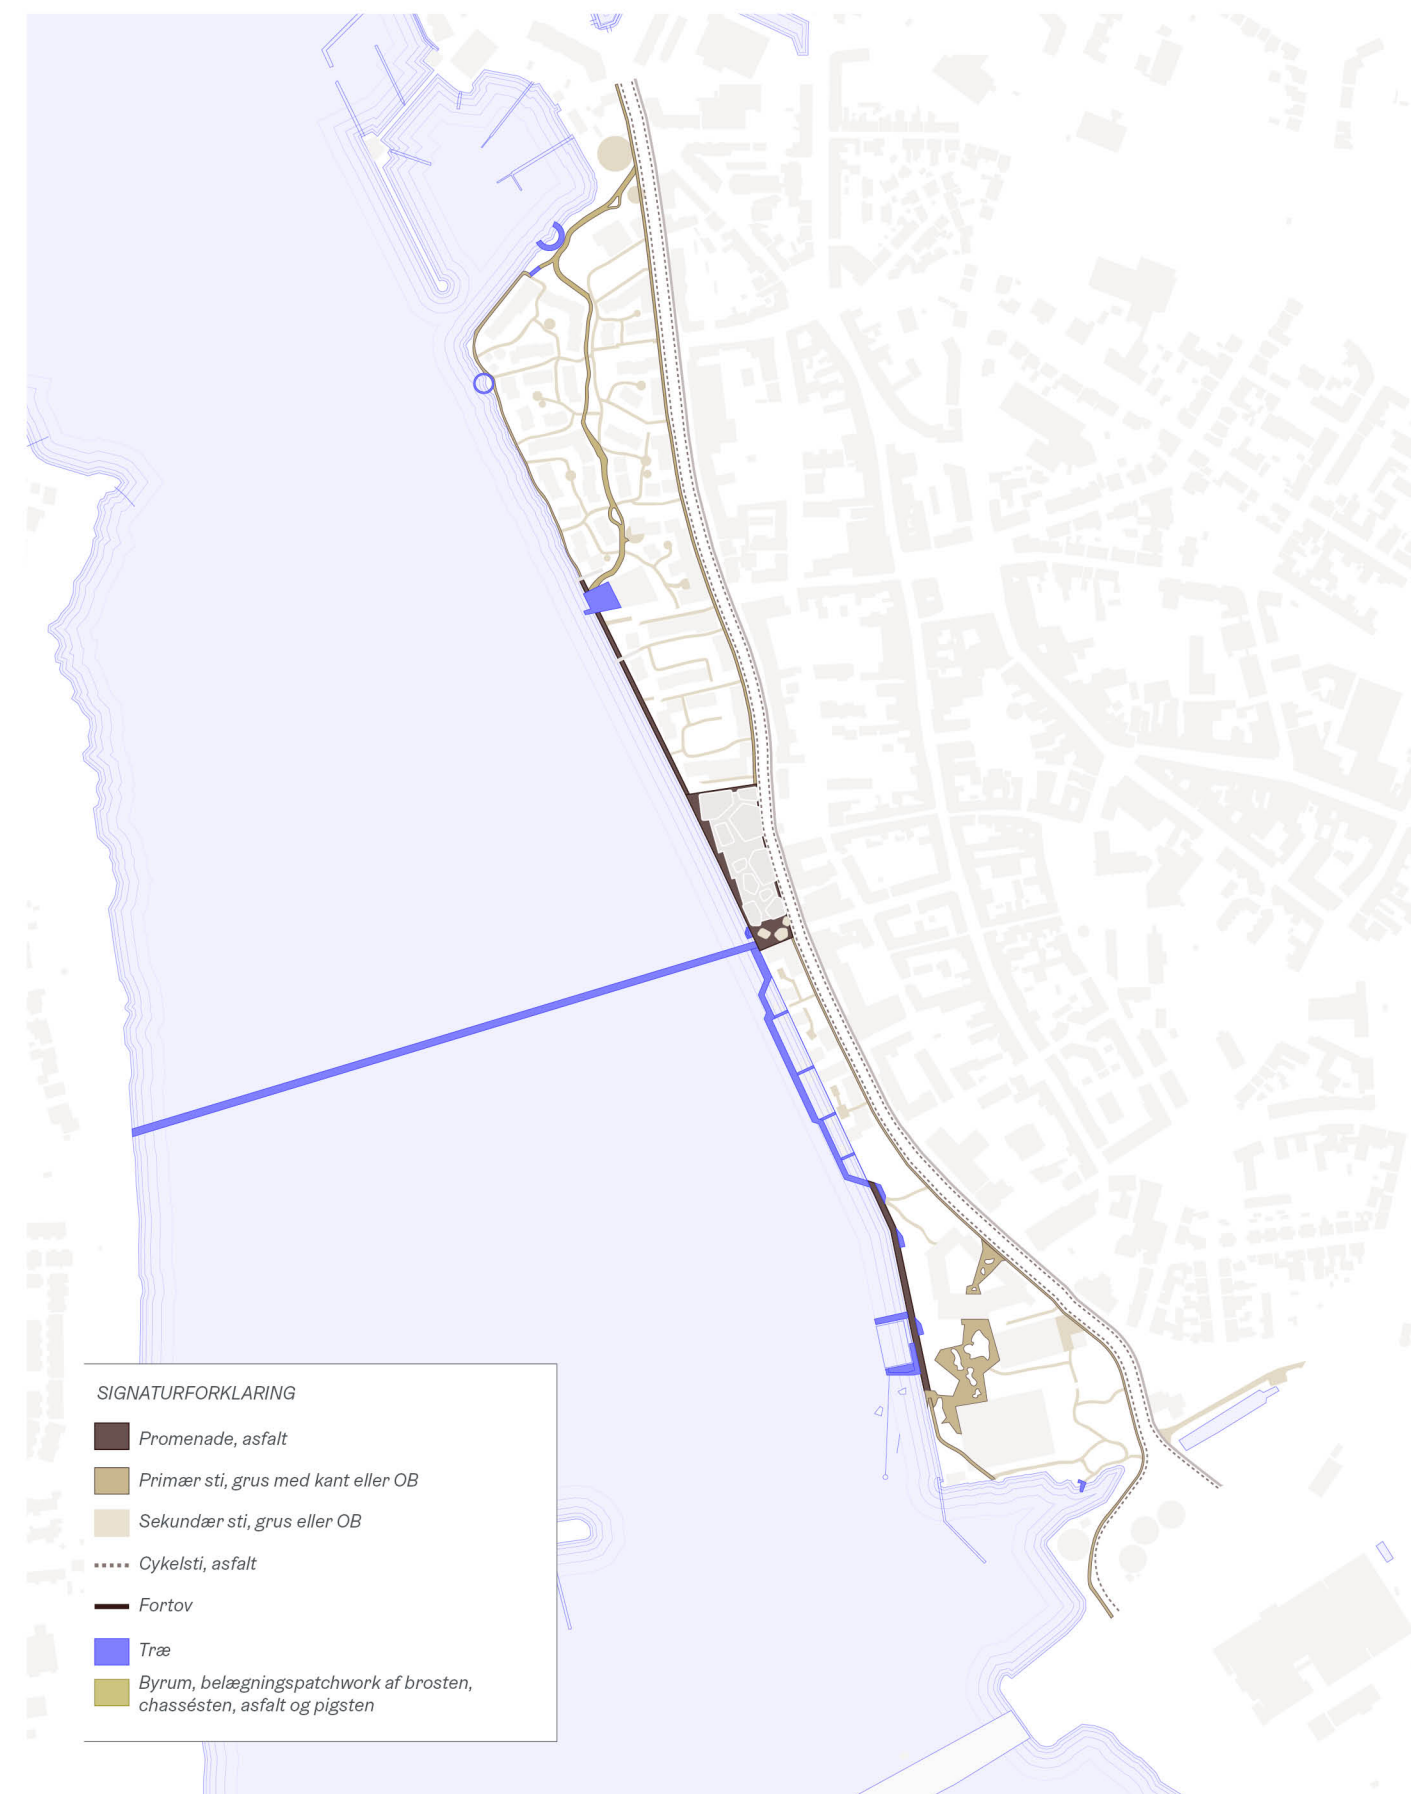 SIGNATURFORKLARING
Promenade, asfalt
Primær sti, grus med kant eller OB
Sekundær sti, grus eller OB
Cykelsti, asfalt
Fortov
Træ
Byrum, belægningspatchwork af brosten,
chassésten, asfalt og pigsten